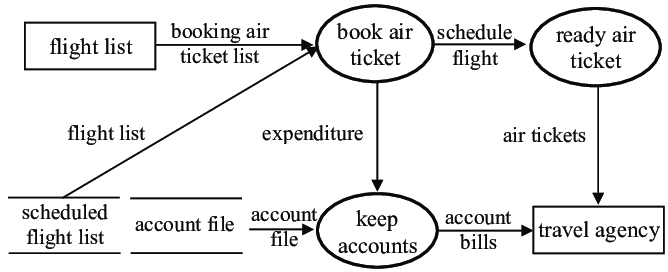 flight list
booking air
ticket list
book air
ticket
schedule
flight
ready air
ticket
flight list
expenditure
air tickets
scheduled
flight list
account file
account
file
keep
accounts
account
bills
travel agency